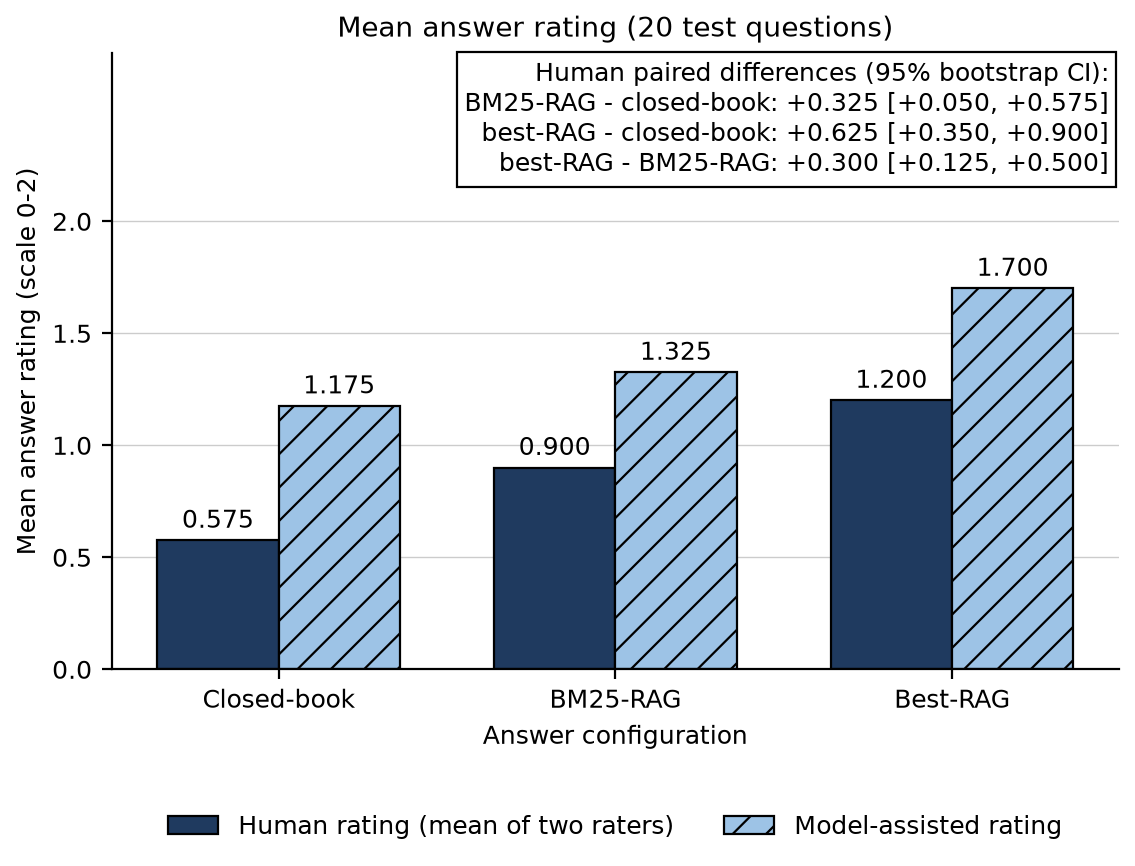 Mean answer rating (20 test questions)
Human paired differences (95% bootstrap CI):
BM25-RAG - closed-book: +0.325 [+0.050, +0.575]
best-RAG - closed-book: +0.625 [+0.350, +0.900]
best-RAG - BM25-RAG: +0.300 [+0.125, +0.500]
Mean answer rating (scale 0-2)
2.0
1.5
1.0
0.5
0.0
0.575
1.175
0.900
1.325
1.200
1.700
Closed-book
BM25-RAG
Best-RAG
Answer configuration
Human rating (mean of two raters)
Model-assisted rating